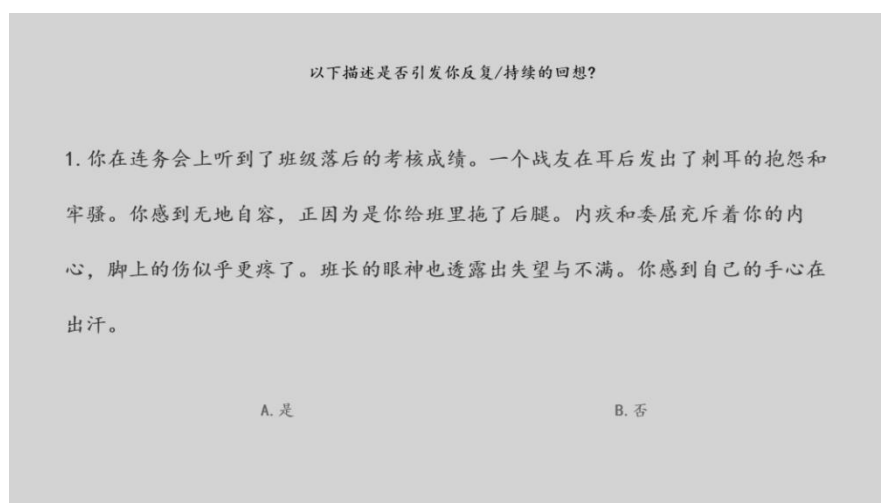 以下描述是否引发你反复/持续的回想?
1.你在连务会上听到了班级落后的考核成绩。一个战友在耳后发出了刺耳的抱怨和
牢骚。你感到无地自容，正因为是你给班里拖了后腿。内疚和委屈充斥着你的内
心，脚上的伤似乎更疼了。班长的眼神也透露出失望与不满。你感到自己的手心在
出汗。
A.是
B.否